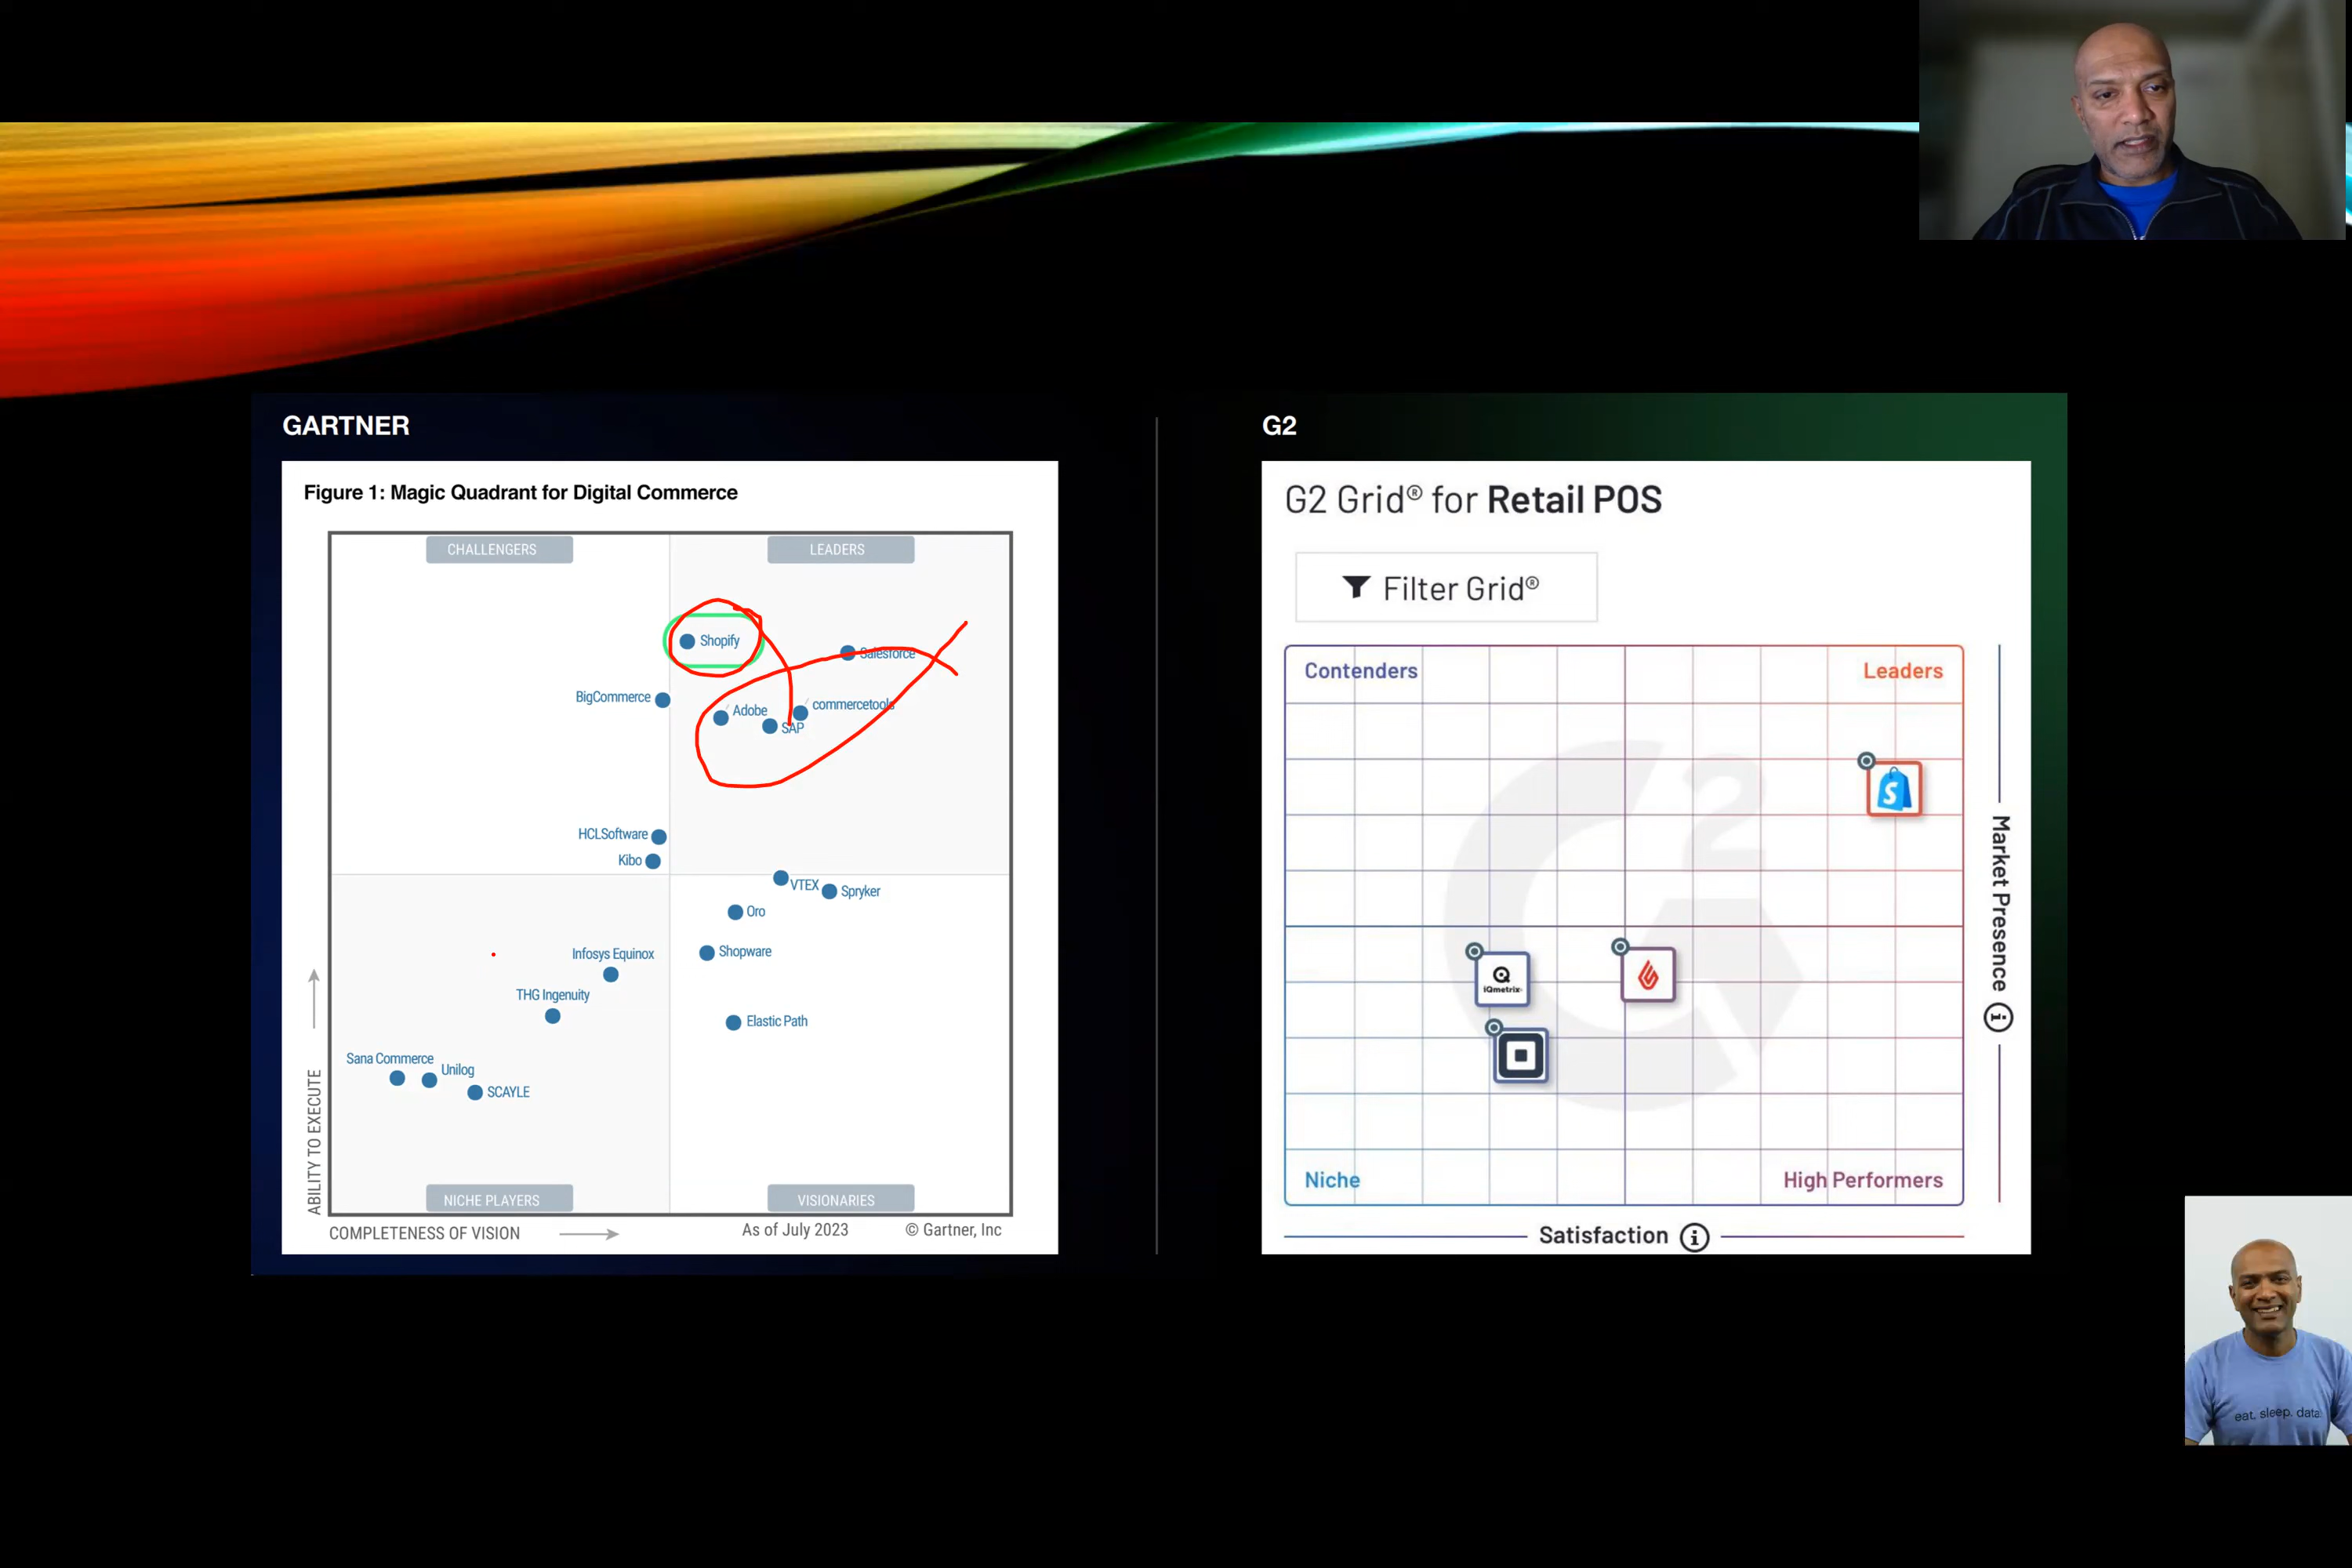 GARTNER
Figure 1: Magic Quadrant for Digital Commerce
CHALLENGERS
LEADERS
Shopify
Salesforce
BigCommerce
Adobe
commercetools
SAP
HCLSoftware
Kibo
VTEX
Spryker
Oro
Infosys Equinox
Shopware
THG Ingenuity
Elastic Path
Sana Commerce
Unilog
SCAYLE
ABILITY TO EXECUTE
NICHE PLAYERS
VISIONARIES
COMPLETENESS OF VISION
As of July 2023
© Gartner, Inc
G2
G2 Grid® for Retail POS
Filter Grid®
Contenders
Leaders
S
2
Market Presence
iQmetrix
Niche
High Performers
Satisfaction
eat. sleep. data